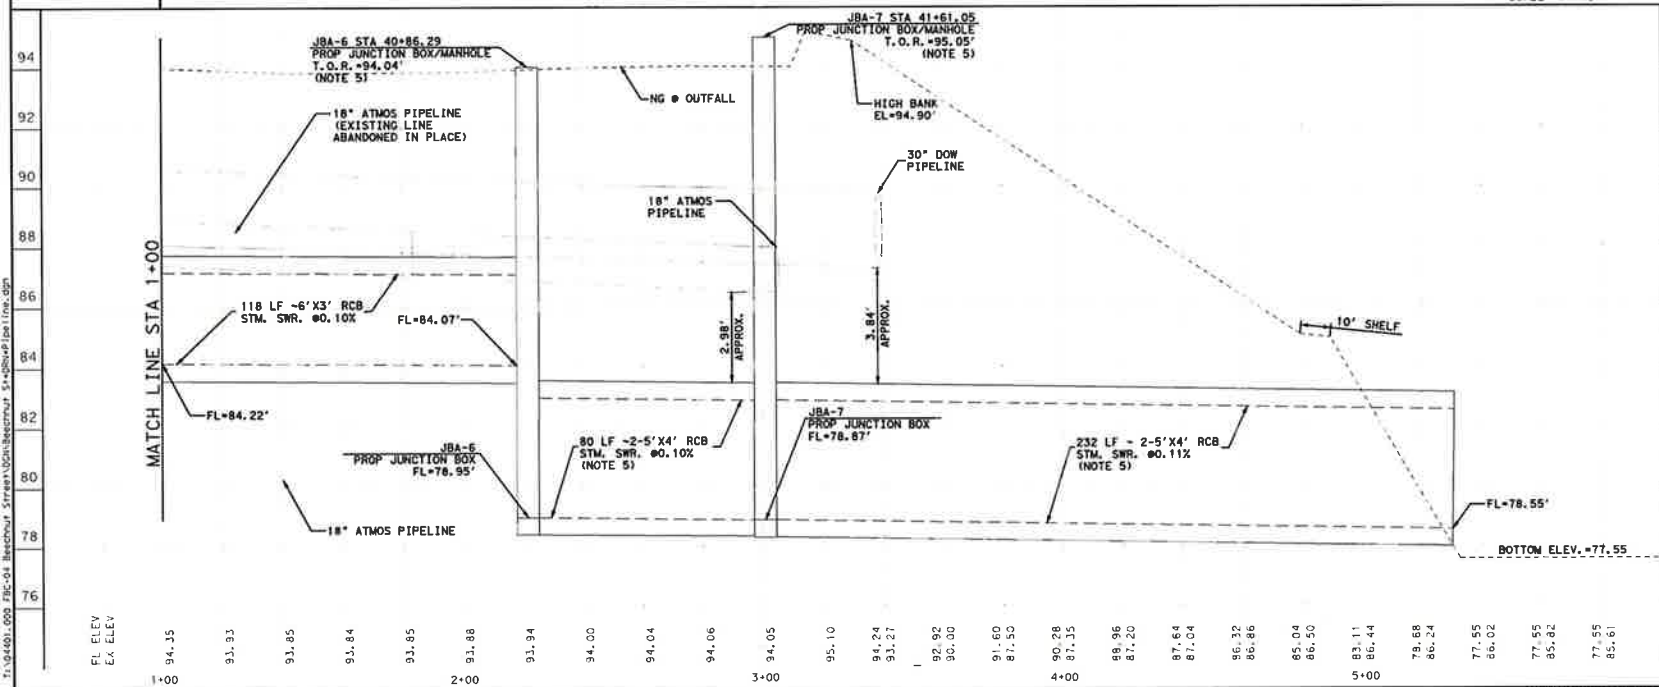 JBA-6 STA 40+86.29
PROP JUNCTION BOX/MANHOLE
T.O.R.=94.04'
(NOTE 5)
JBA-7 STA 41+61.05
PROP JUNCTION BOX/MANHOLE
T.O.R.=95.05'
(NOTE 5)
NG @ OUTFALL
HIGH BANK
EL=94.90'
18" ATMOS PIPELINE
(EXISTING LINE
ABANDONED IN PLACE)
30" DOW
PIPELINE
18" ATMOS
PIPELINE
94
92
90
88
86
84
82
80
78
76
MATCH LINE STA 1+00
118 LF ~6'X3' RCB
STM. SWR. @0.10%
FL=84.07'
2.98'
APPROX.
3.84'
APPROX.
10' SHELF
FL=84.22'
JBA-6
PROP JUNCTION BOX
FL=78.95'
80 LF ~2-5'X4' RCB
STM. SWR. @0.10%
(NOTE 5)
JBA-7
PROP JUNCTION BOX
FL=78.87'
232 LF - 2-5'X4' RCB
STM. SWR. @0.11%
(NOTE 5)
18" ATMOS PIPELINE
FL=78.55'
BOTTOM ELEV.=77.55
FL ELEV
EX ELEV
94.35
93.93
93.85
93.84
93.85
93.88
93.94
94.00
94.04
94.06
94.05
95.10
94.24
93.27
92.92
90.00
91.60
87.50
90.28
87.35
88.96
87.20
87.64
87.04
86.32
86.86
85.04
86.50
83.11
86.44
79.68
86.24
77.55
86.02
77.55
85.82
77.55
85.61
1+00
2+00
3+00
4+00
5+00